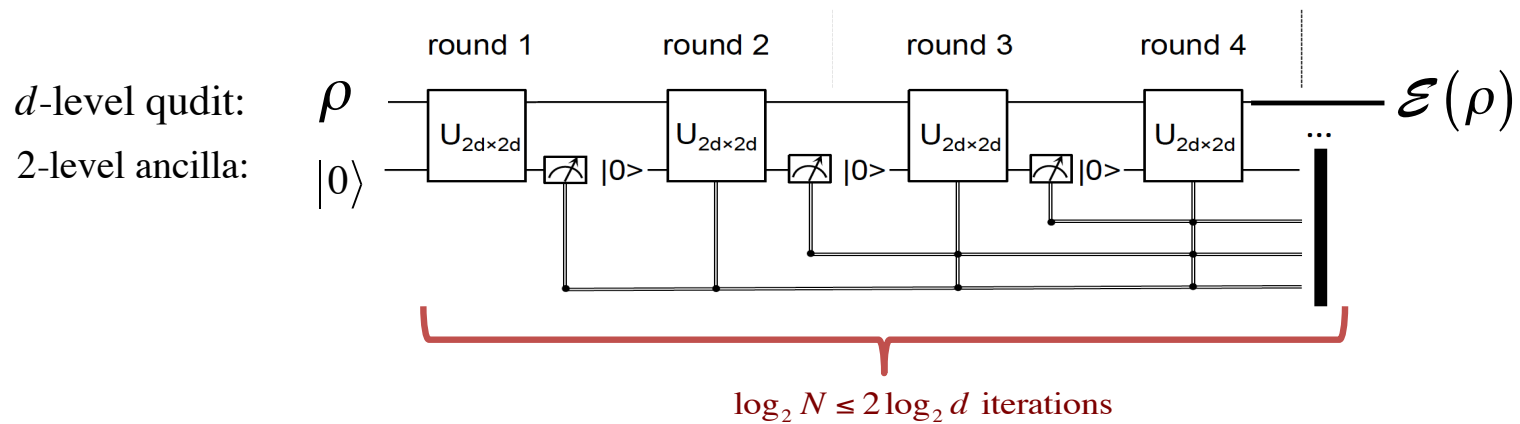 round 1 round 2 round 3 round 4
d-level qudit: ρ U2d×2d U2d×2d U2d×2d U2d×2d ℰ(ρ)
...
2-level ancilla: |0⟩ |0> |0> |0>
log₂ N ≤ 2 log₂ d iterations